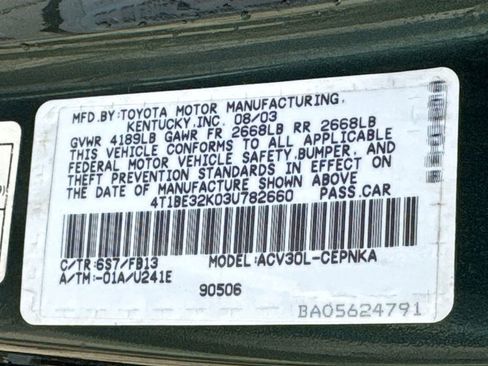 MFD.BY:TOYOTA MOTOR MANUFACTURING,
KENTUCKY,INC. 08/03
GVWR 4189LB GAWR FR 2668LB RR 2668LB
THIS VEHICLE CONFORMS TO ALL APPLICABLE
FEDERAL MOTOR VEHICLE SAFETY,BUMPER, AND
THEFT PREVENTION STANDARDS IN EFFECT ON
THE DATE OF MANUFACTURE SHOWN ABOVE
4T1BE32K03U782660 PASS.CAR
C/TR:6S7/FB13 MODEL:ACV30L-CEPNKA
A/TM:-01A/U241E
90506
BA05624791